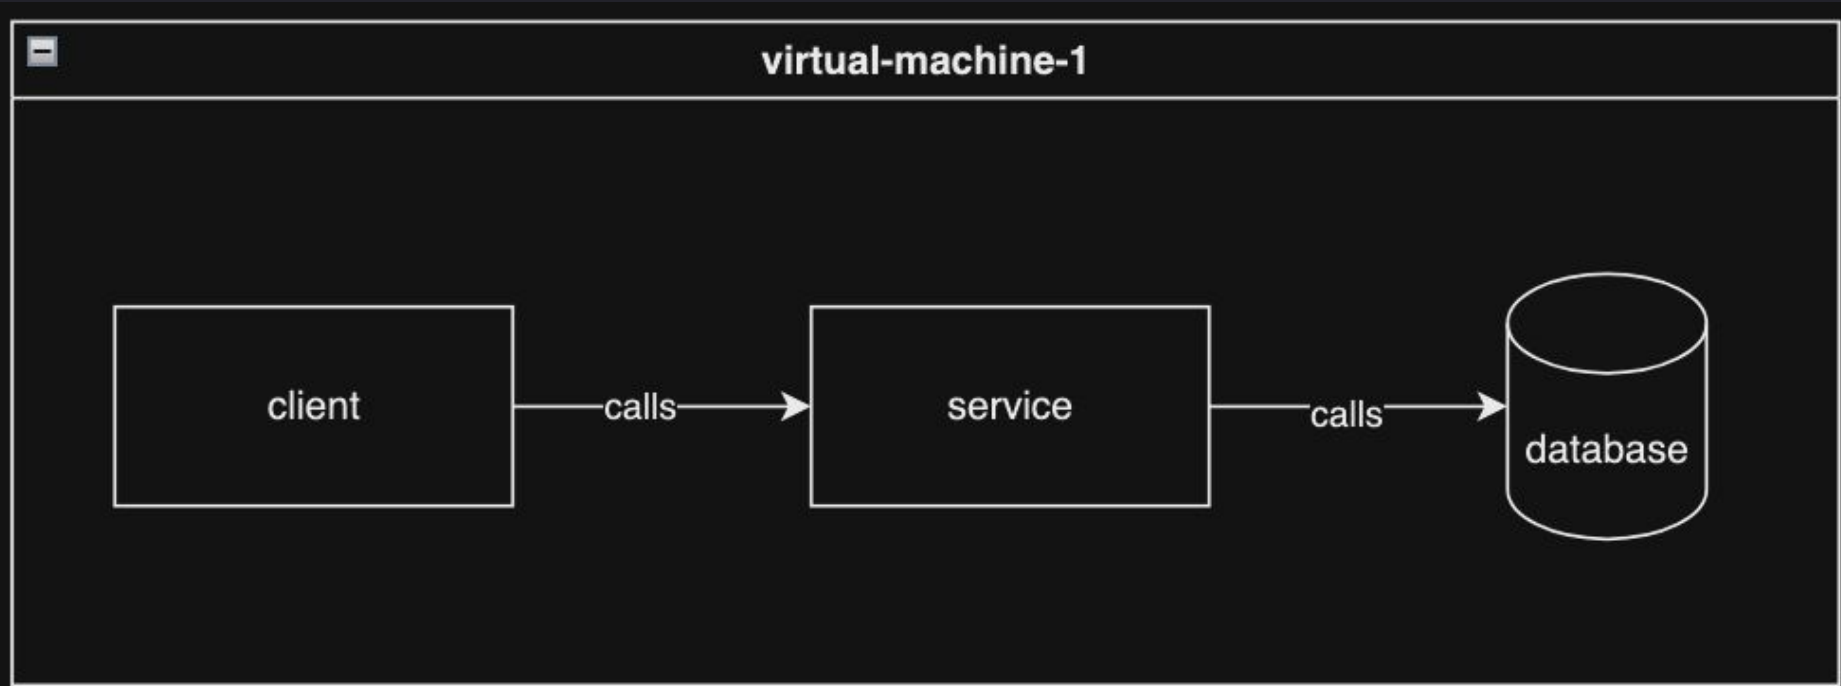 virtual-machine-1
client
calls
service
calls
database